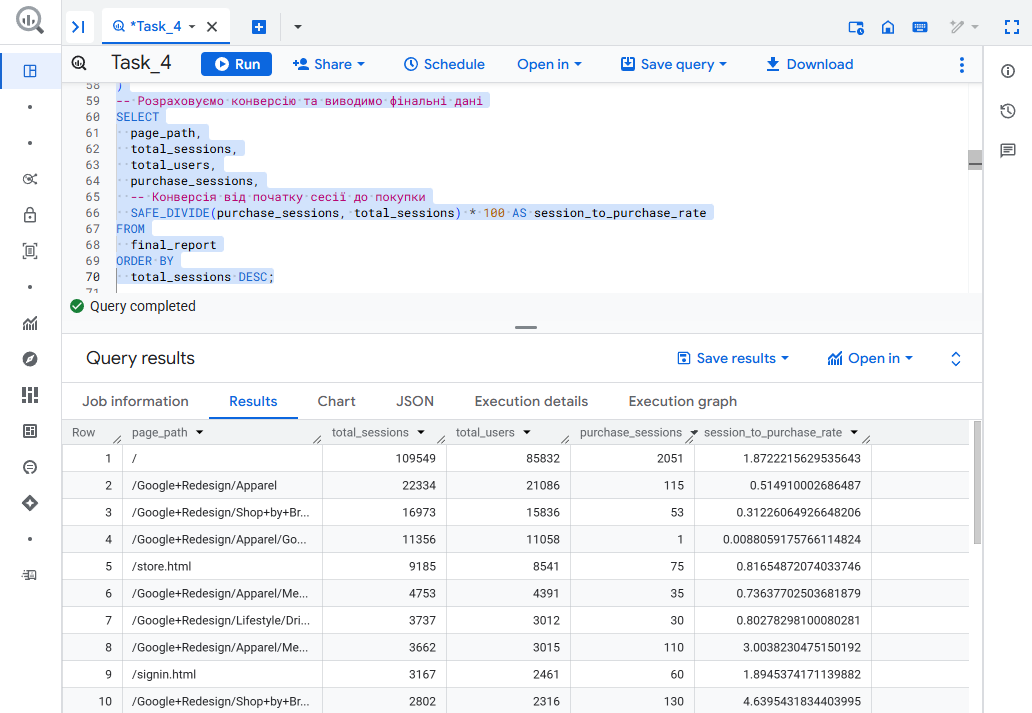 *Task_4
Task_4 Run Share Schedule Open in Save query Download
58 )
59 -- Розраховуємо конверсію та виводимо фінальні дані
60 SELECT
61 page_path,
62 total_sessions,
63 total_users,
64 purchase_sessions,
65 -- Конверсія від початку сесії до покупки
66 SAFE_DIVIDE(purchase_sessions, total_sessions) * 100 AS session_to_purchase_rate
67 FROM
68 final_report
69 ORDER BY
70 total_sessions DESC;
71
Query completed
Query results Save results Open in
Job information Results Chart JSON Execution details Execution graph
Row page_path total_sessions total_users purchase_sessions session_to_purchase_rate
1 / 109549 85832 2051 1.8722215629535643
2 /Google+Redesign/Apparel 22334 21086 115 0.514910002686487
3 /Google+Redesign/Shop+by+Br... 16973 15836 53 0.31226064926648206
4 /Google+Redesign/Apparel/Go... 11356 11058 1 0.0088059175766114824
5 /store.html 9185 8541 75 0.81654872074033746
6 /Google+Redesign/Apparel/Me... 4753 4391 35 0.73637702503681879
7 /Google+Redesign/Lifestyle/Dri... 3737 3012 30 0.80278298100080281
8 /Google+Redesign/Apparel/Me... 3662 3015 110 3.0038230475150192
9 /signin.html 3167 2461 60 1.8945374171139882
10 /Google+Redesign/Shop+by+Br... 2802 2316 130 4.6395431834403995